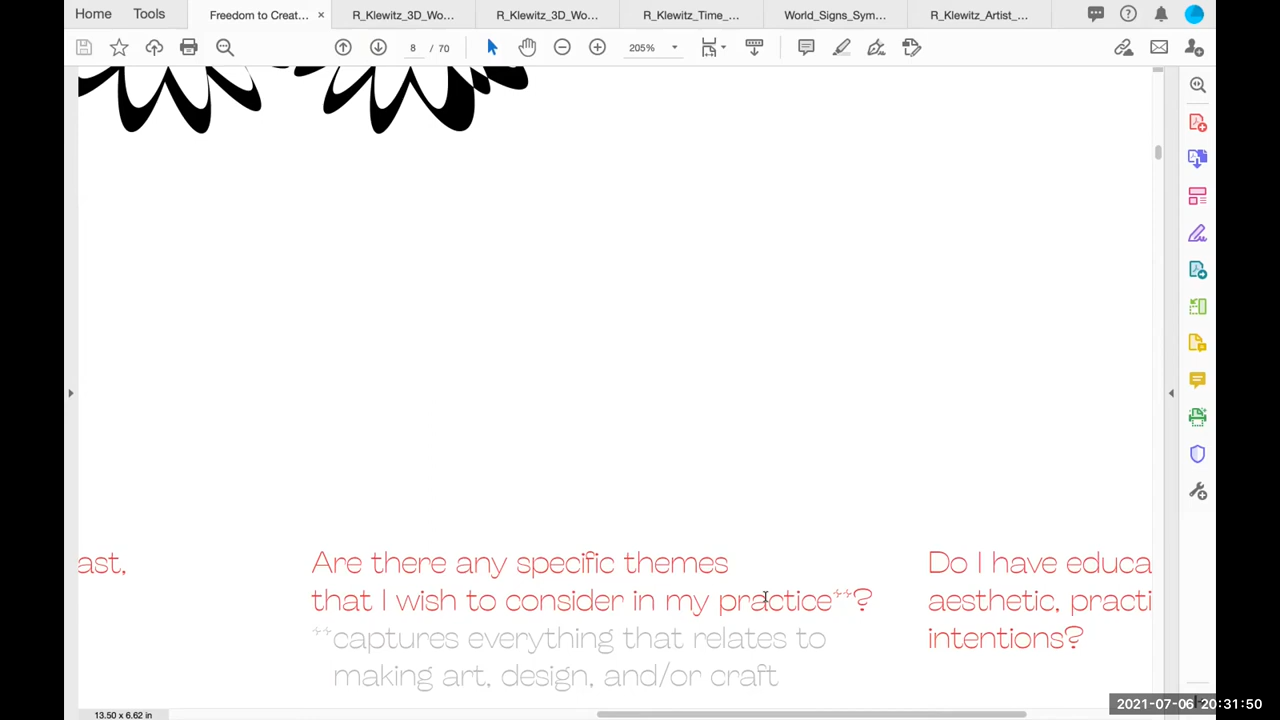 Home
Tools
Freedom to Creat... ×
R_Klewitz_3D_Wo...
R_Klewitz_3D_Wo...
R_Klewitz_Time_...
World_Signs_Sym...
R_Klewitz_Artist_...
8 / 70
205%
ast,
Are there any specific themes
that I wish to consider in my practice**?
**captures everything that relates to
making art, design, and/or craft
Do I have educa
aesthetic, practi
intentions?
13.50 x 6.62 in
2021-07-06 20:31:50